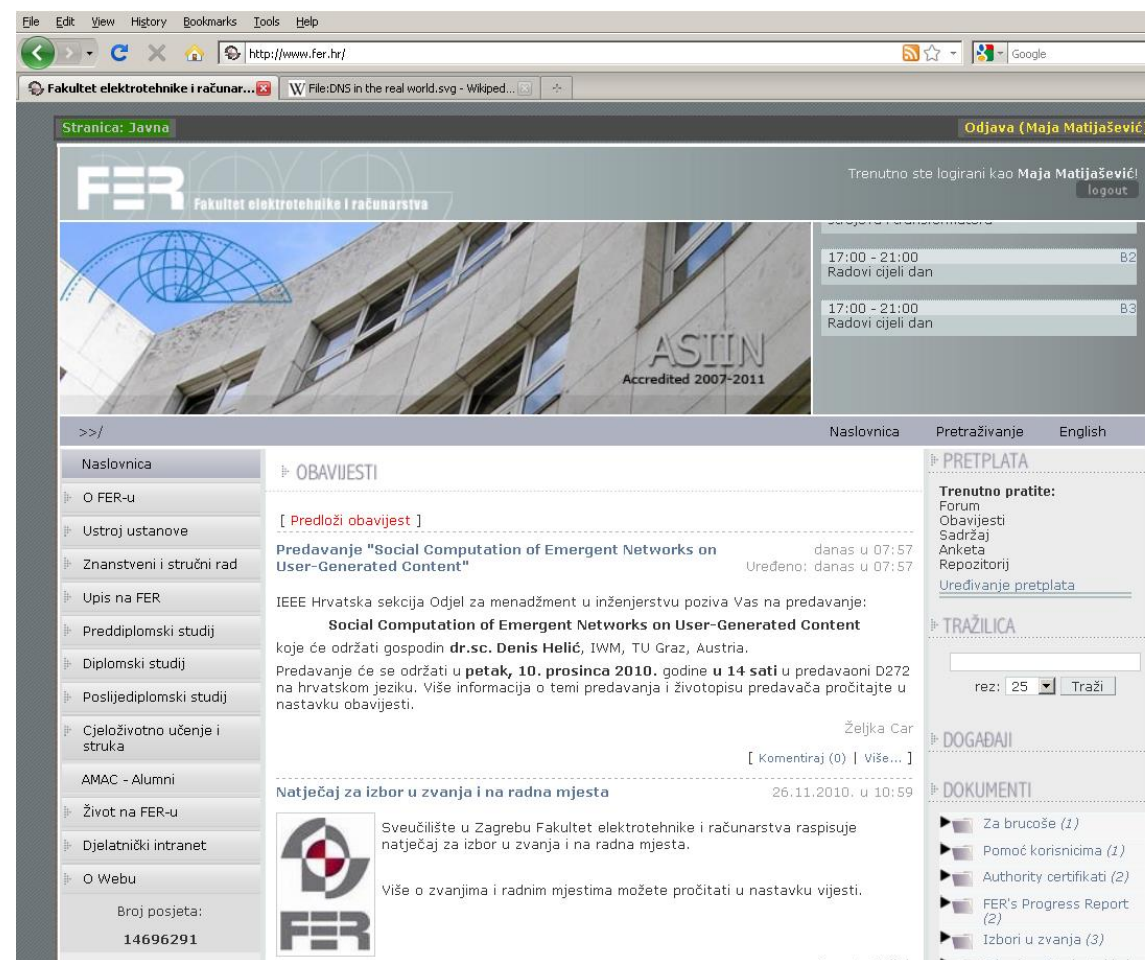 File Edit View History Bookmarks Tools Help
http://www.fer.hr/
Google
Fakultet elektrotehnike i računar...
W File:DNS in the real world.svg - Wikiped...
Stranica: Javna
Odjava (Maja Matijašević
FER
Fakultet elektrotehnike i računarstva
Trenutno ste logirani kao Maja Matijašević!
logout
17:00 - 21:00 B2
Radovi cijeli dan
17:00 - 21:00 B3
Radovi cijeli dan
ASIIN
Accredited 2007-2011
>>/
Naslovnica Pretraživanje English
Naslovnica
O FER-u
Ustroj ustanove
Znanstveni i stručni rad
Upis na FER
Preddiplomski studij
Diplomski studij
Poslijediplomski studij
Cjeloživotno učenje i
struka
AMAC - Alumni
Život na FER-u
Djelatnički intranet
O Webu
Broj posjeta:
14696291
OBAVIJESTI
[ Predloži obavijest ]
Predavanje "Social Computation of Emergent Networks on danas u 07:57
User-Generated Content" Uređeno: danas u 07:57
IEEE Hrvatska sekcija Odjel za menadžment u inženjerstvu poziva Vas na predavanje:
Social Computation of Emergent Networks on User-Generated Content
koje će održati gospodin dr.sc. Denis Helić, IWM, TU Graz, Austria.
Predavanje će se održati u petak, 10. prosinca 2010. godine u 14 sati u predavaoni D272
na hrvatskom jeziku. Više informacija o temi predavanja i životopisu predavača pročitajte u
nastavku obavijesti.
Željka Car
[ Komentiraj (0) | Više... ]
Natječaj za izbor u zvanja i na radna mjesta 26.11.2010. u 10:59
Sveučilište u Zagrebu Fakultet elektrotehnike i računarstva raspisuje
natječaj za izbor u zvanja i na radna mjesta.
Više o zvanjima i radnim mjestima možete pročitati u nastavku vijesti.
FER
PRETPLATA
Trenutno pratite:
Forum
Obavijesti
Sadržaj
Anketa
Repozitorij
Uređivanje pretplata
TRAŽILICA
rez: 25 Traži
DOGAĐAJI
DOKUMENTI
Za brucoše (1)
Pomoć korisnicima (1)
Authority certifikati (2)
FER's Progress Report
(2)
Izbori u zvanja (3)